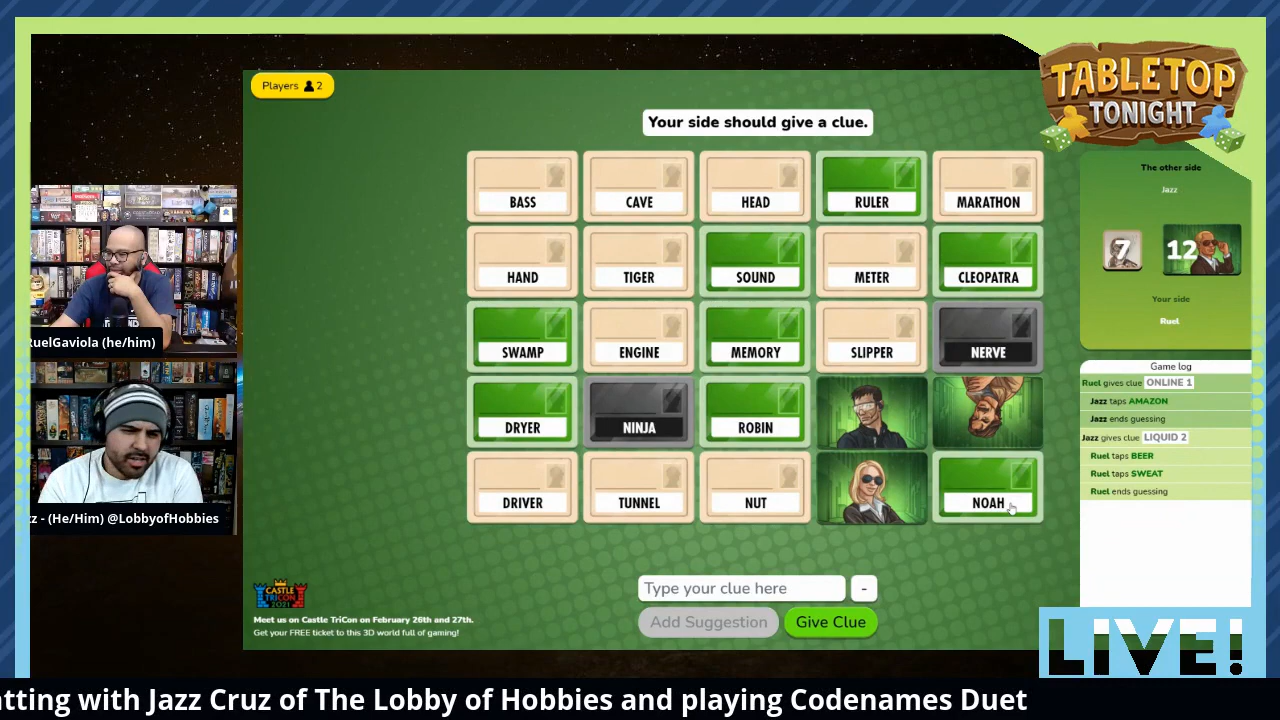 Players 2
TABLETOP
TONIGHT
Your side should give a clue.
BASS
CAVE
HEAD
RULER
MARATHON
HAND
TIGER
SOUND
METER
CLEOPATRA
SWAMP
ENGINE
MEMORY
SLIPPER
NERVE
DRYER
NINJA
ROBIN
DRIVER
TUNNEL
NUT
NOAH
The other side
Jazz
7
12
Your side
Ruel
Game log
Ruel gives clue ONLINE 1
Jazz taps AMAZON
Jazz ends guessing
Jazz gives clue LIQUID 2
Ruel taps BEER
Ruel taps SWEAT
Ruel ends guessing
RuelGaviola (he/him)
zz - (He/Him) @LobbyofHobbies
Type your clue here
-
Add Suggestion
Give Clue
CASTLE
TRICON
2021
Meet us on Castle TriCon on February 26th and 27th.
Get your FREE ticket to this 3D world full of gaming!
LIVE!
atting with Jazz Cruz of The Lobby of Hobbies and playing Codenames Duet